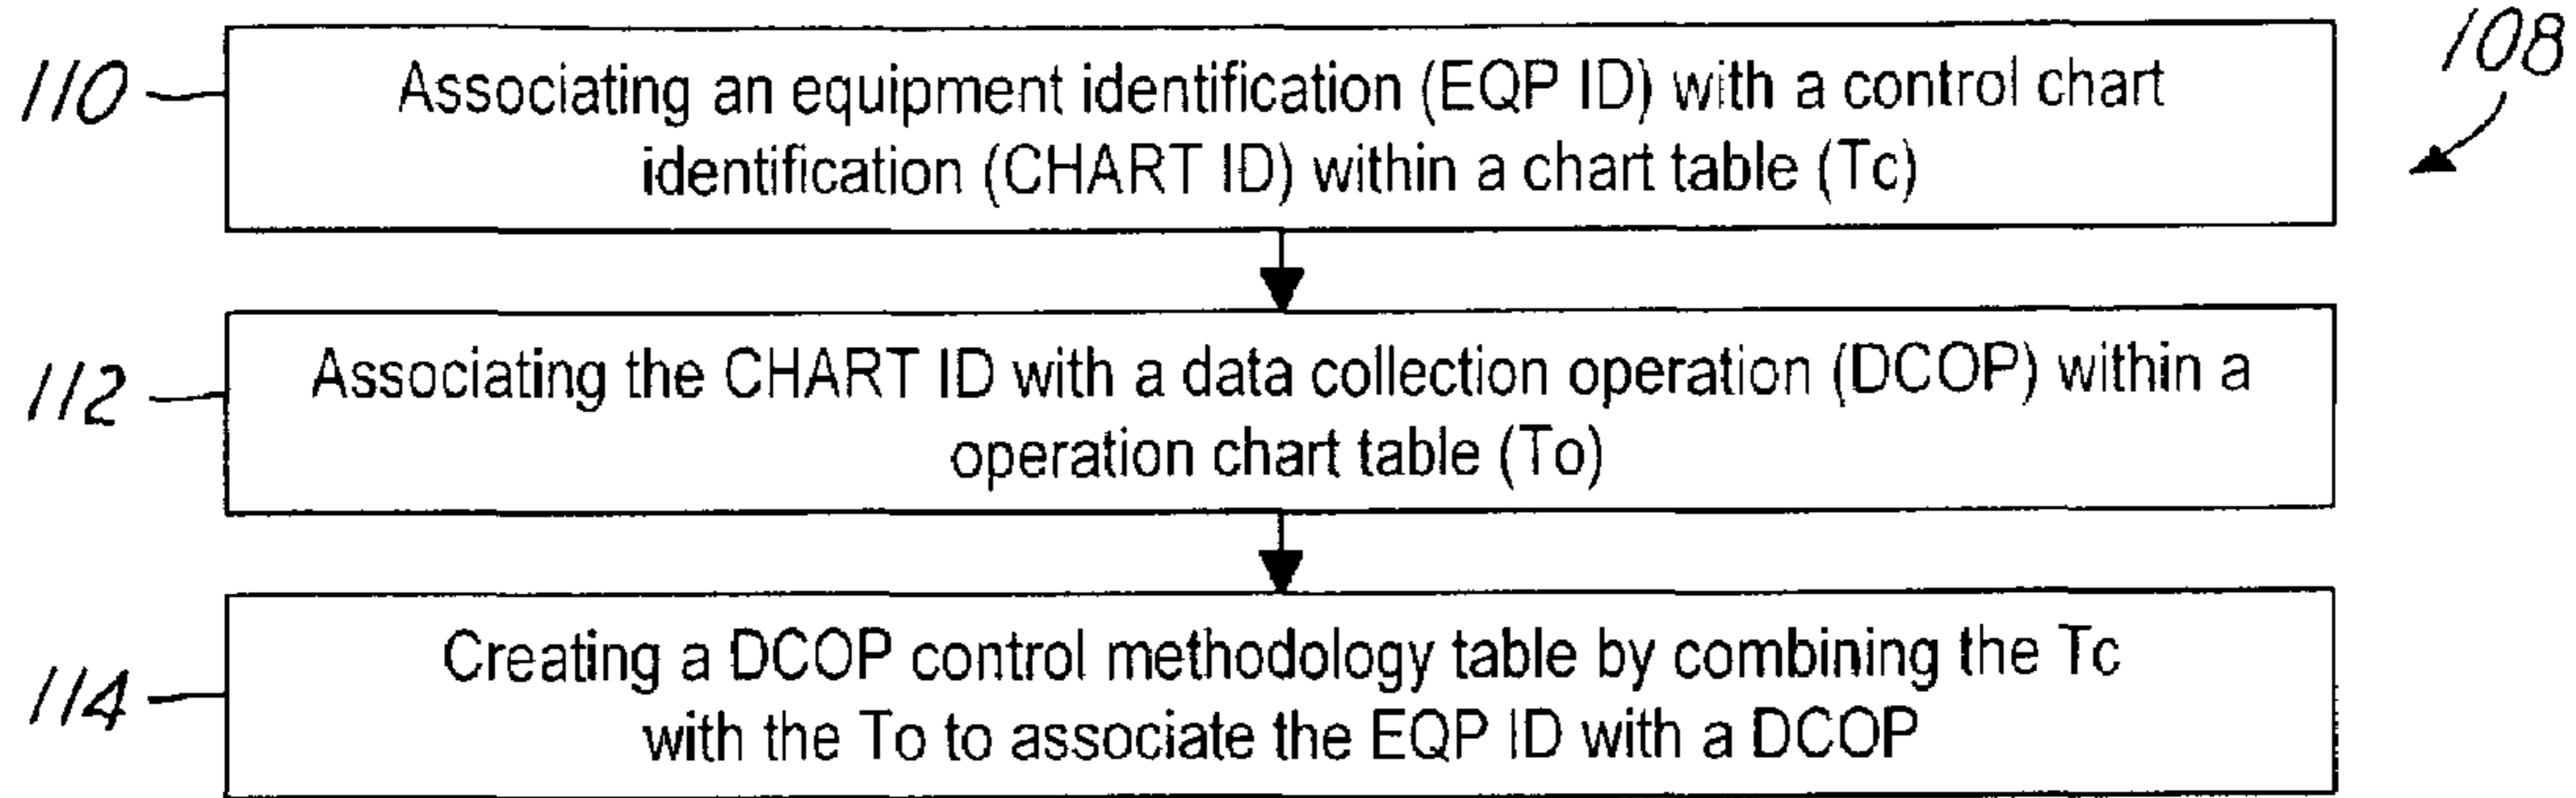 108
110
Associating an equipment identification (EQP ID) with a control chart
identification (CHART ID) within a chart table (Tc)
112
Associating the CHART ID with a data collection operation (DCOP) within a
operation chart table (To)
114
Creating a DCOP control methodology table by combining the Tc
with the To to associate the EQP ID with a DCOP